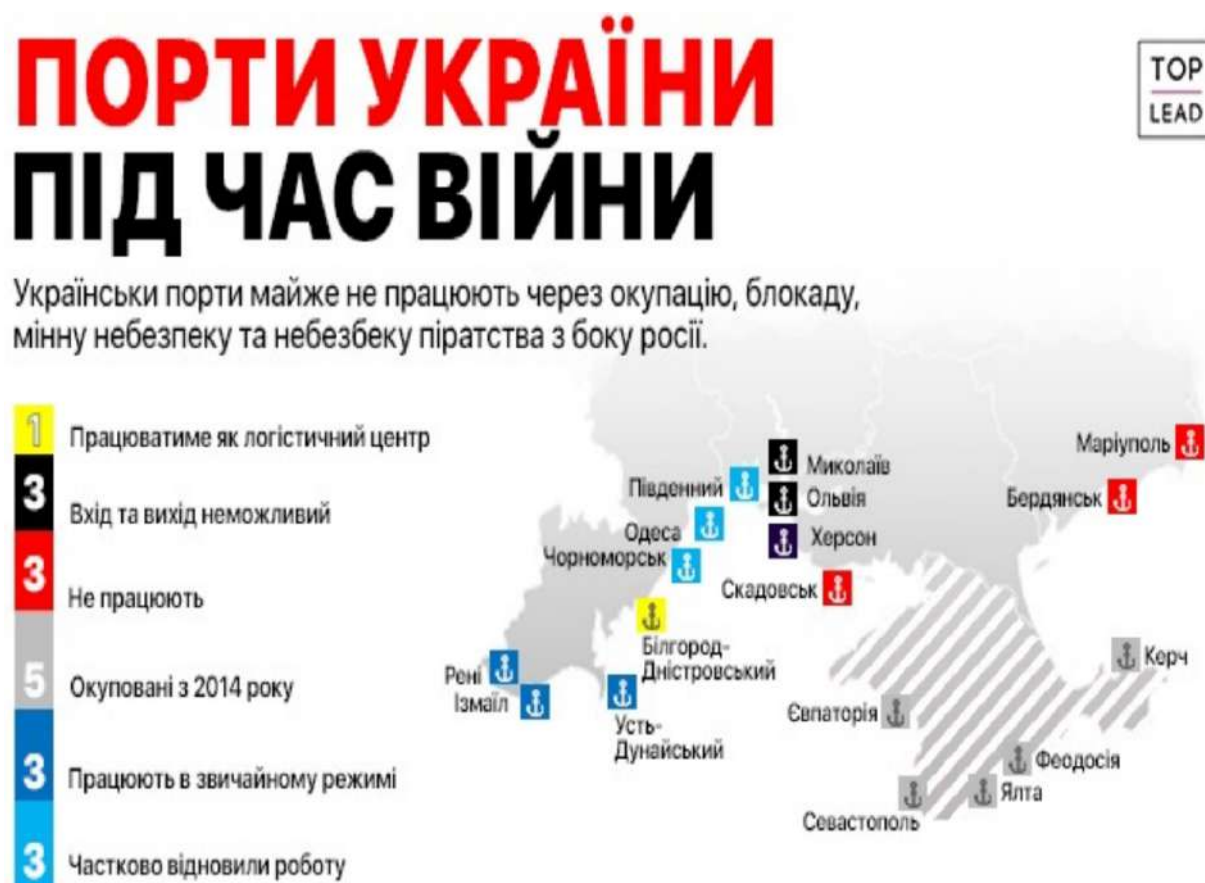 ПОРТИ УКРАЇНИ
ПІД ЧАС ВІЙНИ
TOP
LEAD
Українськи порти майже не працюють через окупацію, блокаду,
мінну небезпеку та небезбеку піратства з боку росії.
1 Працюватиме як логістичний центр
3 Вхід та вихід неможливий
3 Не працюють
5 Окуповані з 2014 року
3 Працюють в звичайному режимі
3 Частково відновили роботу
Маріуполь
Миколаїв
Південний
Ольвія
Бердянськ
Одеса
Херсон
Чорноморськ
Скадовськ
Білгород-
Дністровський
Керч
Рені
Ізмаїл
Усть-
Дунайський
Євпаторія
Феодосія
Ялта
Севастополь